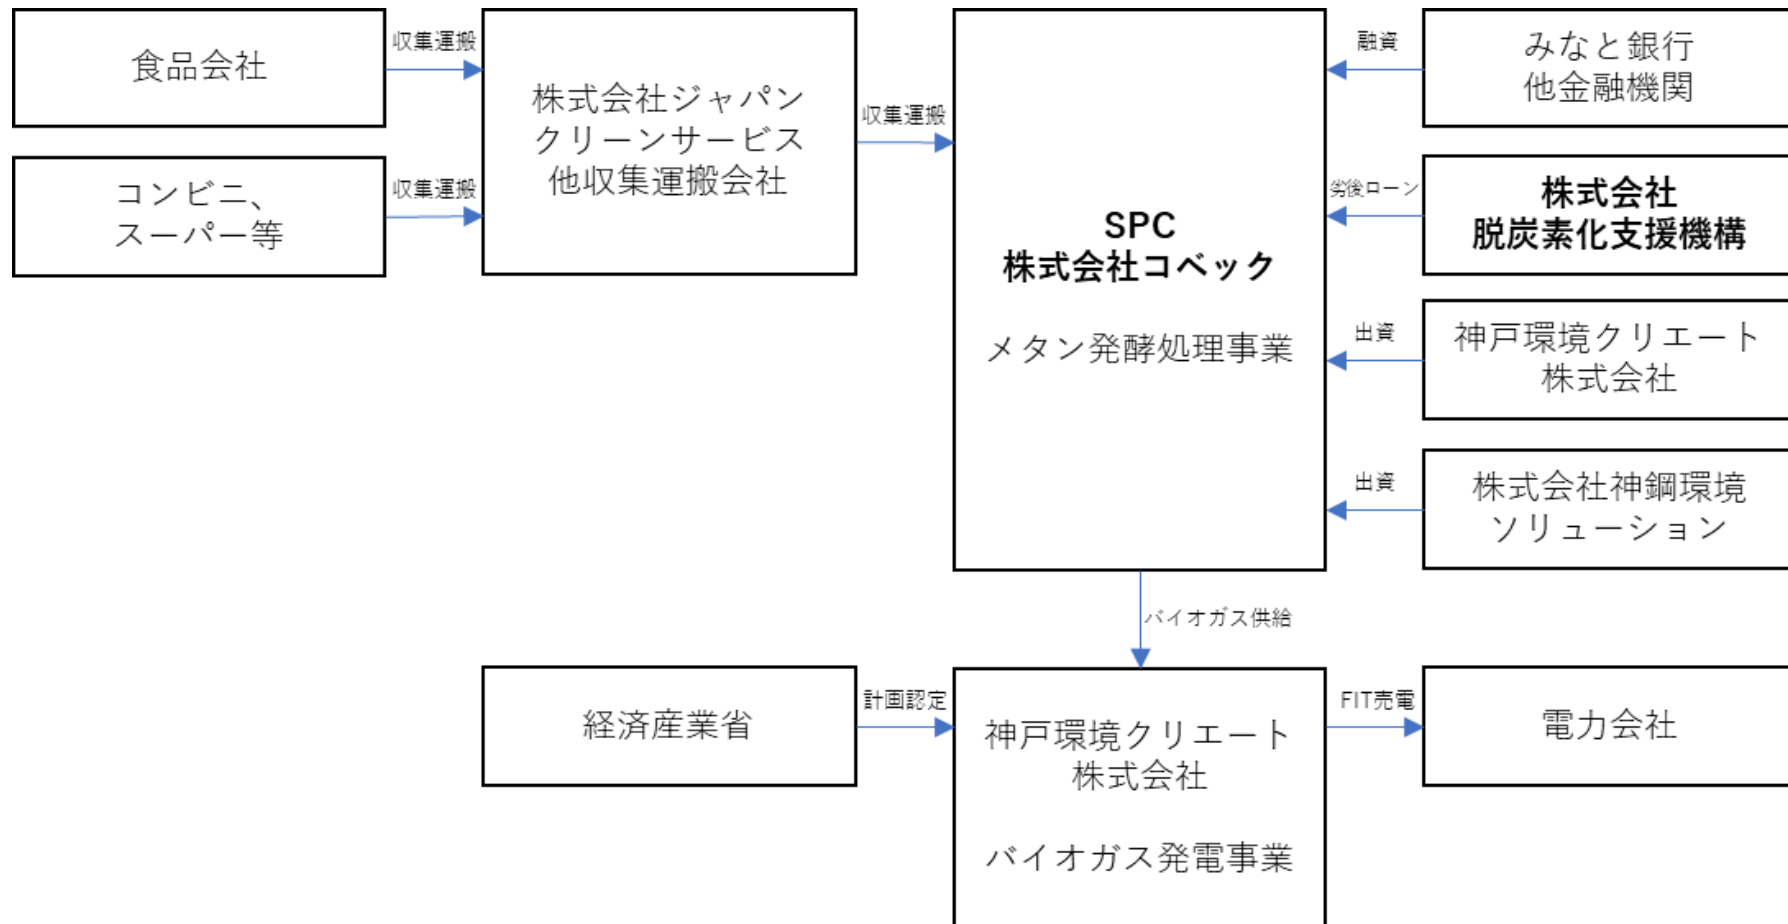 食品会社
収集運搬
コンビニ、
スーパー等
収集運搬
株式会社ジャパン
クリーンサービス
他収集運搬会社
収集運搬
SPC
株式会社コベック
メタン発酵処理事業
融資
みなと銀行
他金融機関
劣後ローン
株式会社
脱炭素化支援機構
出資
神戸環境クリエート
株式会社
出資
株式会社神鋼環境
ソリューション
バイオガス供給
経済産業省
計画認定
神戸環境クリエート
株式会社
バイオガス発電事業
FIT売電
電力会社